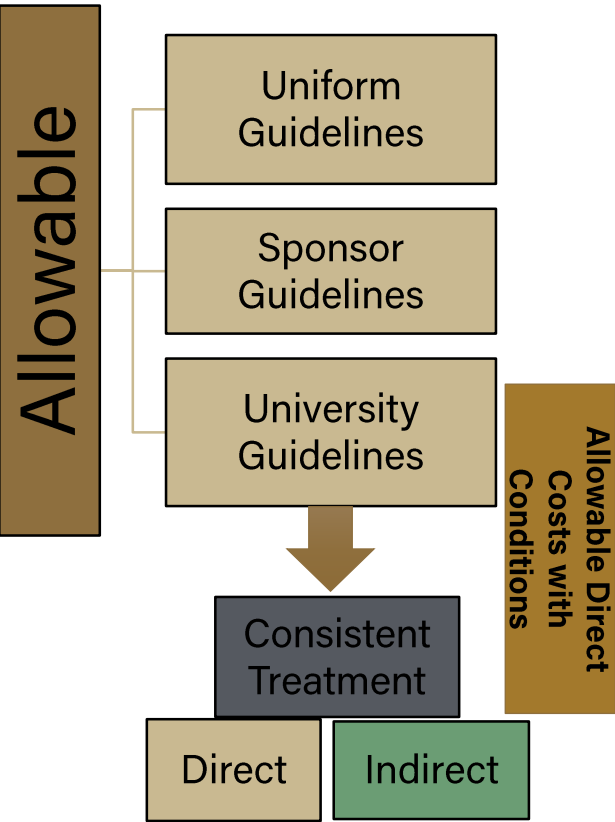 Allowable
Uniform
Guidelines
Sponsor
Guidelines
University
Guidelines
Allowable Direct
Costs with
Conditions
Consistent
Treatment
Direct
Indirect